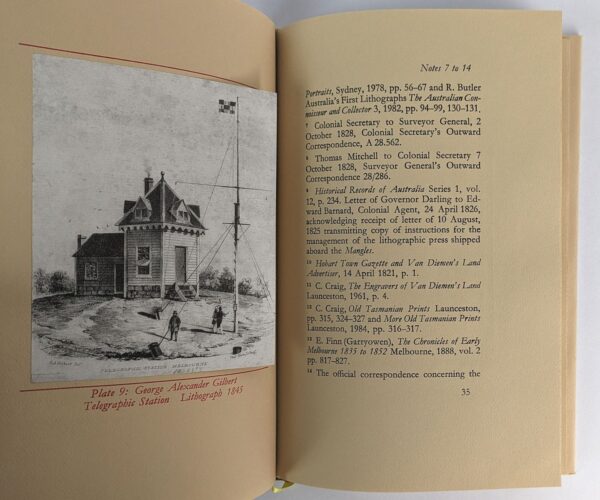 TELEGRAPHIC STATION MELBOURNE
Plate 9: George Alexander Gilbert
Telographic Station Lithograph 1845
Notes 7 to 14
Portraits, Sydney, 1978, pp. 56–67 and R. Butler
Australia's First Lithographs The Australian Con-
noisseur and Collector 3, 1982, pp. 94–99, 130–131.
7 Colonial Secretary to Surveyor General, 2
October 1828, Colonial Secretary's Outward
Correspondence, A 28.562.
8 Thomas Mitchell to Colonial Secretary 7
October 1828, Surveyor General's Outward
Correspondence 28/286.
9 Historical Records of Australia Series 1, vol.
12, p. 234. Letter of Governor Darling to Ed-
ward Barnard, Colonial Agent, 24 April 1826,
acknowledging receipt of letter of 10 August,
1825 transmitting copy of instructions for the
management of the lithographic press shipped
aboard the Mangles.
10 Hobart Town Gazette and Van Diemen's Land
Advertiser, 14 April 1821, p. 1.
11 C. Craig, The Engravers of Van Diemen's Land
Launceston, 1961, p. 4.
12 C. Craig, Old Tasmanian Prints Launceston,
pp. 315, 324–327 and More Old Tasmanian Prints
Launceston, 1984, pp. 316–317.
13 E. Finn (Garryowen), The Chronicles of Early
Melbourne 1835 to 1852 Melbourne, 1888, vol. 2
pp. 817–827.
14 The official correspondence concerning the
35